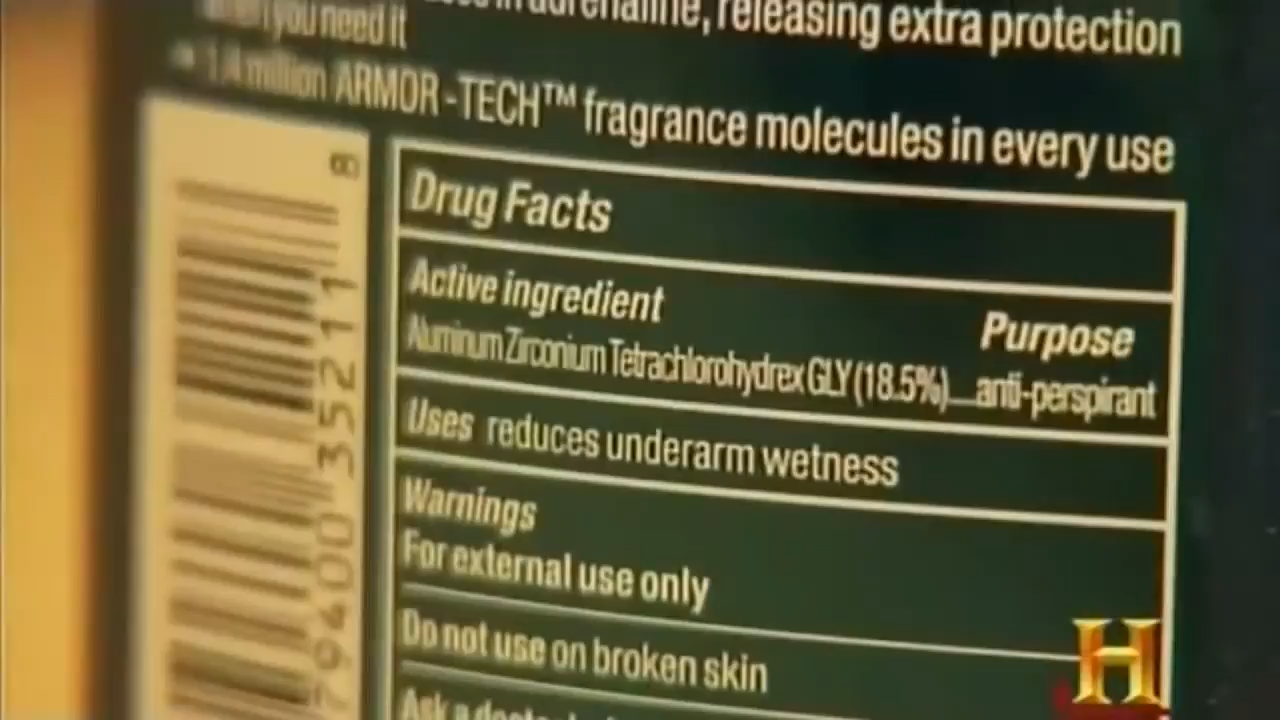 in adrenaline, releasing extra protection
when you need it
1.4 million ARMOR-TECH™ fragrance molecules in every use
Drug Facts
Active ingredient Purpose
Aluminum Zirconium Tetrachlorohydrex GLY (18.5%)...anti-perspirant
Uses reduces underarm wetness
Warnings
For external use only
Do not use on broken skin
Ask a doctor
8
79400 35211
H